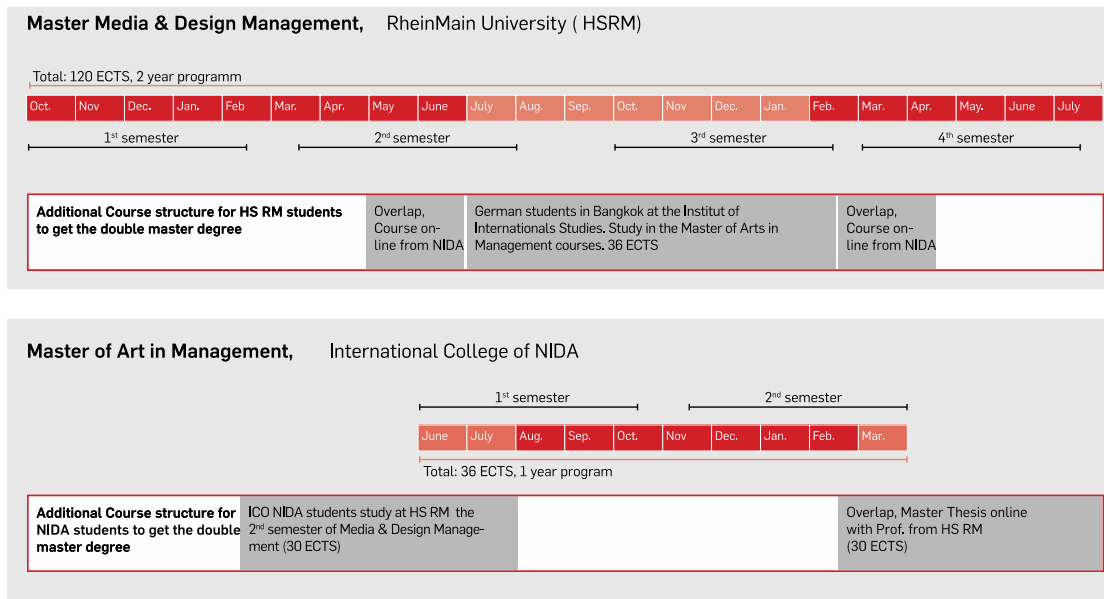 Master Media & Design Management, RheinMain University ( HSRM)
Total: 120 ECTS, 2 year programm
Oct. Nov Dec. Jan. Feb Mar. Apr. May June July Aug. Sep. Oct. Nov Dec. Jan. Feb. Mar. Apr. May. June July
1st semester 2nd semester 3rd semester 4th semester
Additional Course structure for HS RM students
to get the double master degree
Overlap,
Course on-
line from NIDA
German students in Bangkok at the Institut of
Internationals Studies. Study in the Master of Arts in
Management courses. 36 ECTS
Overlap,
Course on-
line from NIDA
Master of Art in Management, International College of NIDA
1st semester 2nd semester
June July Aug. Sep. Oct. Nov Dec. Jan. Feb. Mar.
Total: 36 ECTS, 1 year program
Additional Course structure for
NIDA students to get the double
master degree
ICO NIDA students study at HS RM the
2nd semester of Media & Design Manage-
ment (30 ECTS)
Overlap, Master Thesis online
with Prof. from HS RM
(30 ECTS)